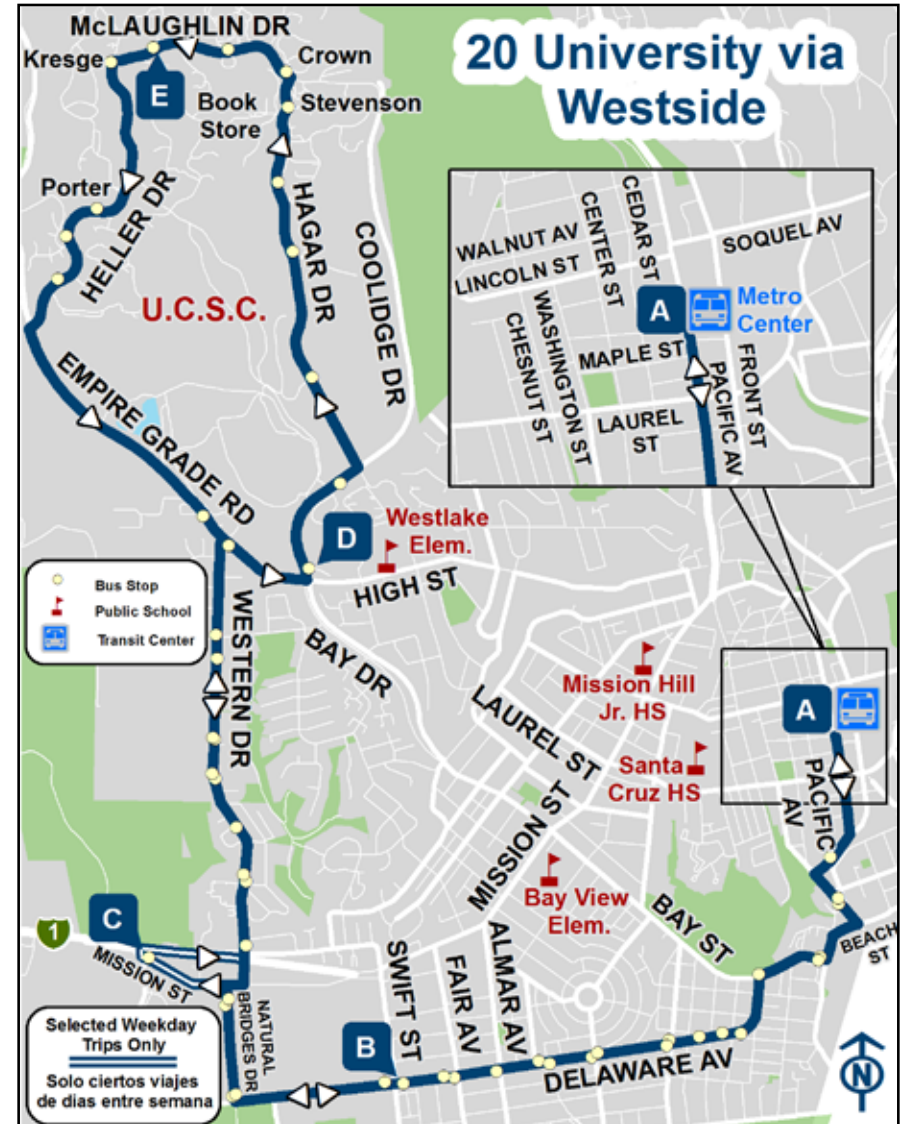 20 University via
Westside
McLAUGHLIN DR
Kresge
E
Book
Store
Crown
Stevenson
Porter
HELLER DR
HAGAR DR
COOLIDGE DR
U.C.S.C.
EMPIRE GRADE RD
WALNUT AV
LINCOLN ST
CENTER ST
CEDAR ST
SOQUEL AV
A
Metro
Center
WASHINGTON ST
CHESNUT ST
MAPLE ST
LAUREL
ST
PACIFIC AV
FRONT ST
D
Westlake
Elem.
HIGH ST
Bus Stop
Public School
Transit Center
WESTERN DR
BAY DR
Mission Hill
Jr. HS
LAUREL ST
Santa
Cruz HS
A
PACIFIC
AV
MISSION ST
Bay View
Elem.
BAY ST
BEACH
ST
C
1
MISSION ST
SWIFT ST
FAIR AV
ALMAR AV
NATURAL
BRIDGES DR
B
DELAWARE AV
Selected Weekday
Trips Only
Solo ciertos viajes
de dias entre semana
N